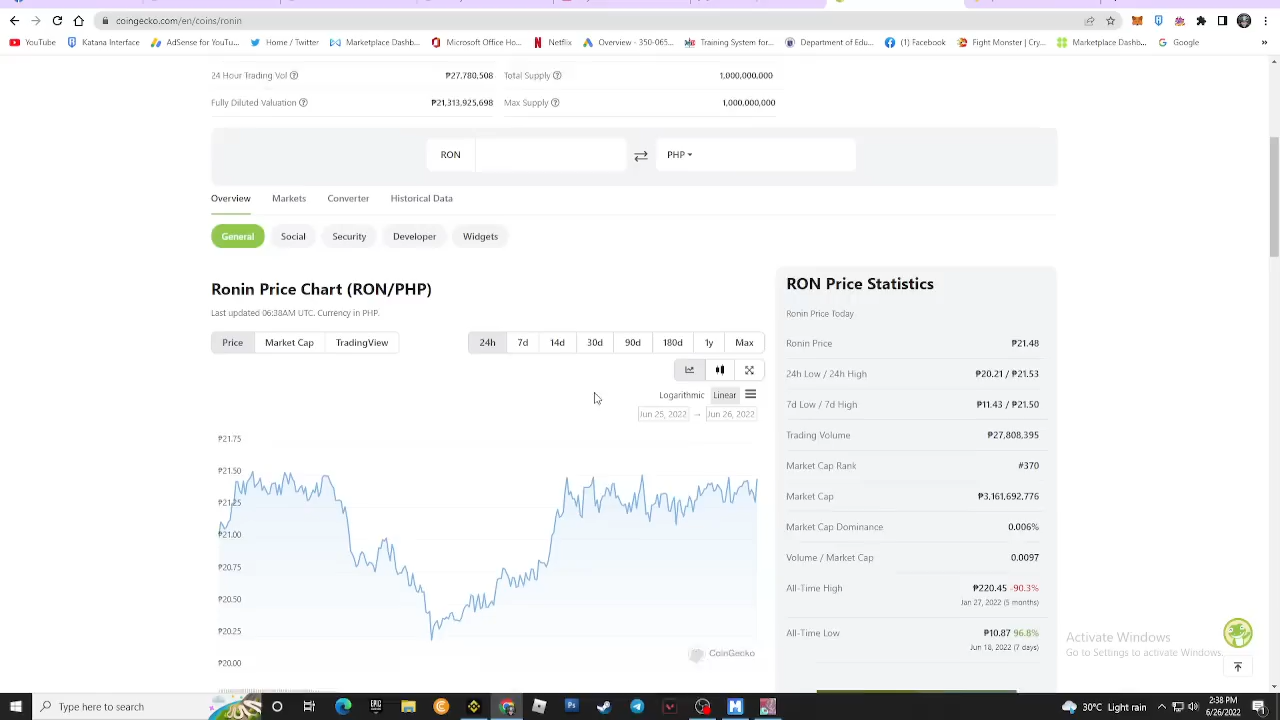 coingecko.com/en/coins/ronin
YouTube
Katana Interface
AdSense for YouTu...
Home / Twitter
Marketplace Dashb...
Microsoft Office Ho...
Netflix
Overview - 350-065...
Training System for...
Department of Edu...
(1) Facebook
Fight Monster | Cry...
Marketplace Dashb...
Google
»
24 Hour Trading Vol ₱27,780,508 Total Supply 1,000,000,000
Fully Diluted Valuation ₱21,313,925,698 Max Supply 1,000,000,000
RON PHP
Overview Markets Converter Historical Data
General Social Security Developer Widgets
Ronin Price Chart (RON/PHP)
Last updated 06:38AM UTC. Currency in PHP.
Price Market Cap TradingView
24h 7d 14d 30d 90d 180d 1y Max
Logarithmic Linear
Jun 25, 2022 → Jun 26, 2022
₱21.75
₱21.50
₱21.25
₱21.00
₱20.75
₱20.50
₱20.25
₱20.00
CoinGecko
RON Price Statistics
Ronin Price Today
Ronin Price ₱21.48
24h Low / 24h High ₱20.21 / ₱21.53
7d Low / 7d High ₱11.43 / ₱21.50
Trading Volume ₱27,808,395
Market Cap Rank #370
Market Cap ₱3,161,692,776
Market Cap Dominance 0.006%
Volume / Market Cap 0.0097
All-Time High ₱220.45 -90.3%
Jan 27, 2022 (5 months)
All-Time Low ₱10.87 96.8%
Jun 18, 2022 (7 days)
Activate Windows
Go to Settings to activate Windows.
Type here to search
EPIC
30°C Light rain
2:38 PM
6/26/2022